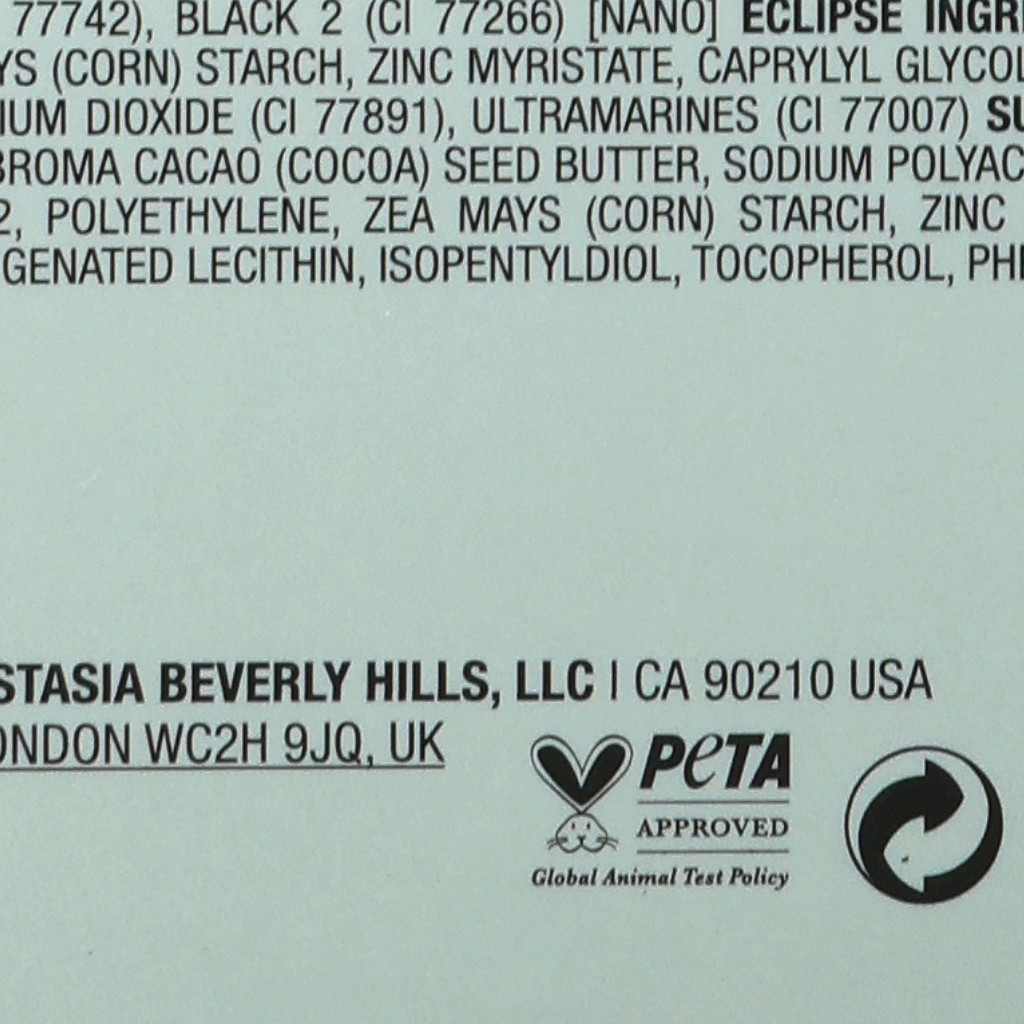 77742), BLACK 2 (CI 77266) [NANO] ECLIPSE INGR
YS (CORN) STARCH, ZINC MYRISTATE, CAPRYLYL GLYCOL
IUM DIOXIDE (CI 77891), ULTRAMARINES (CI 77007) SU
BROMA CACAO (COCOA) SEED BUTTER, SODIUM POLYAC
2, POLYETHYLENE, ZEA MAYS (CORN) STARCH, ZINC
GENATED LECITHIN, ISOPENTYLDIOL, TOCOPHEROL, PHE
STASIA BEVERLY HILLS, LLC | CA 90210 USA
ONDON WC2H 9JQ, UK
PeTA
APPROVED
Global Animal Test Policy